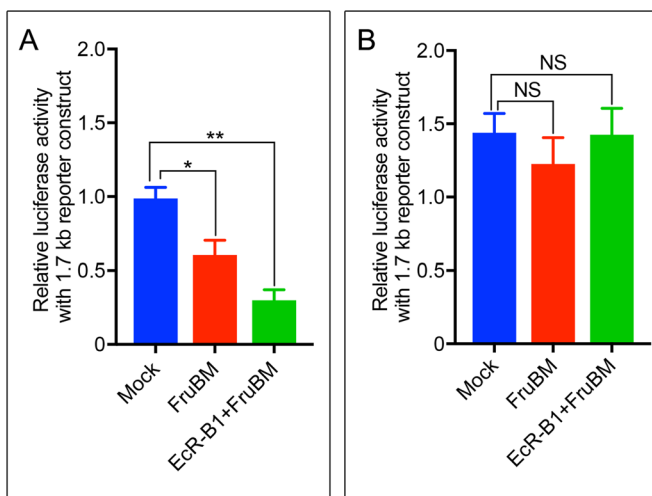 A
Relative luciferase activity
with 1.7 kb reporter construct
2.0
1.5
1.0
0.5
0
**
*
Mock
FruBM
EcR-B1+FruBM
B
Relative luciferase activity
with 1.7 kb reporter construct
2.0
1.5
1.0
0.5
0
NS
NS
Mock
FruBM
EcR-B1+FruBM